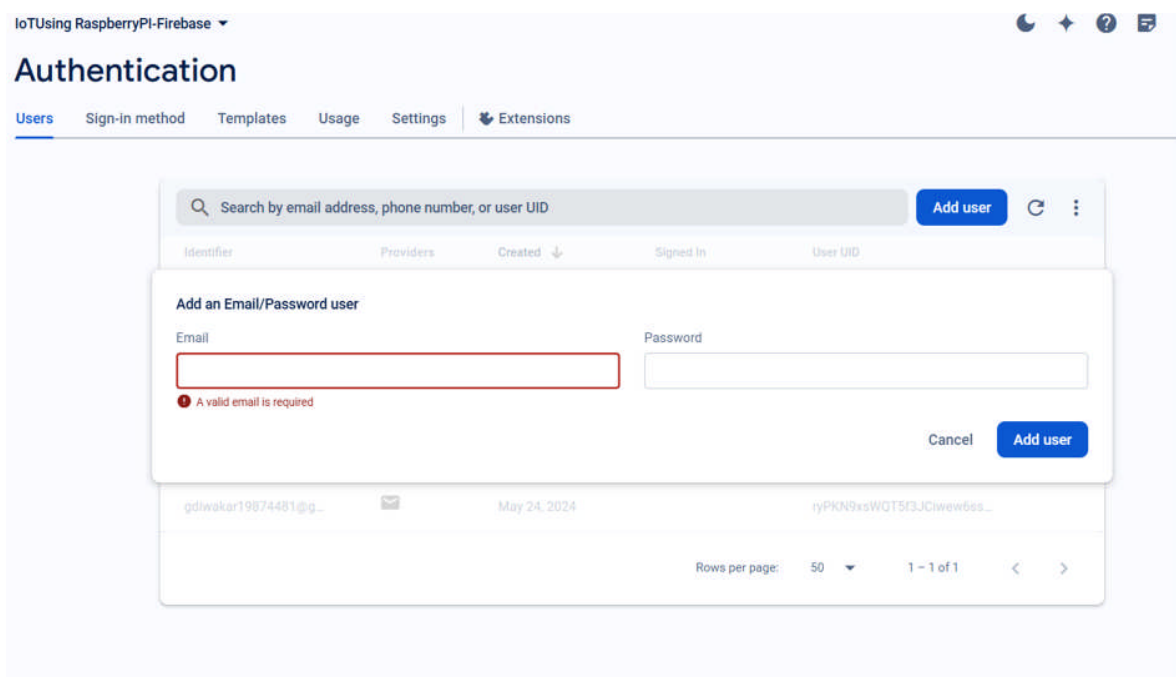 IoTUsing RaspberryPI-Firebase
Authentication
Users Sign-in method Templates Usage Settings Extensions
Search by email address, phone number, or user UID Add user
Identifier Providers Created Signed In User UID
Add an Email/Password user
Email Password
A valid email is required
Cancel Add user
gdiwakar19874481@g... May 24, 2024
Rows per page: 50 1 – 1 of 1